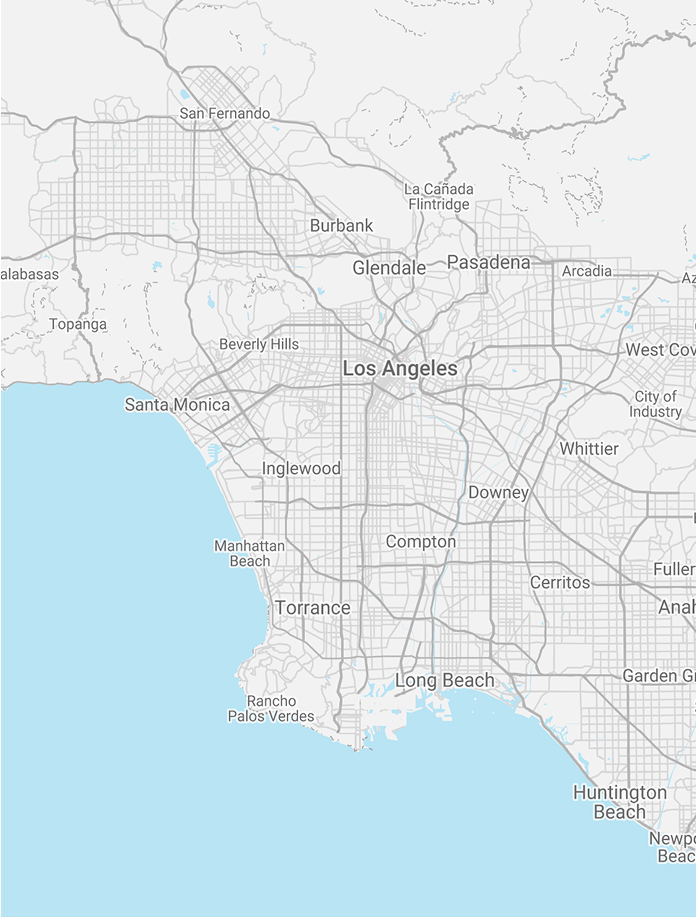 San Fernando
La Cañada
Flintridge
Burbank
Glendale
Pasadena
Arcadia
alabasas
Az
Topanga
Beverly Hills
Los Angeles
West Cov
Santa Monica
City of
Industry
Whittier
Inglewood
Downey
Compton
Manhattan
Beach
Fuller
Cerritos
Torrance
Anah
Long Beach
Garden Gr
Rancho
Palos Verdes
Huntington
Beach
Newpo
Beac